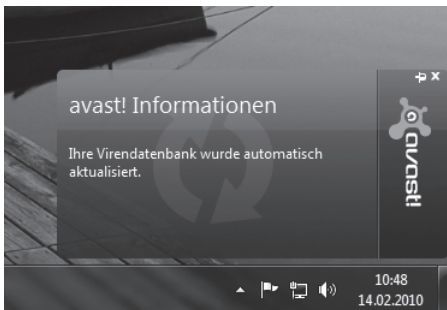 avast! Informationen
Ihre Virendatenbank wurde automatisch
aktualisiert.
avast!
10:48
14.02.2010